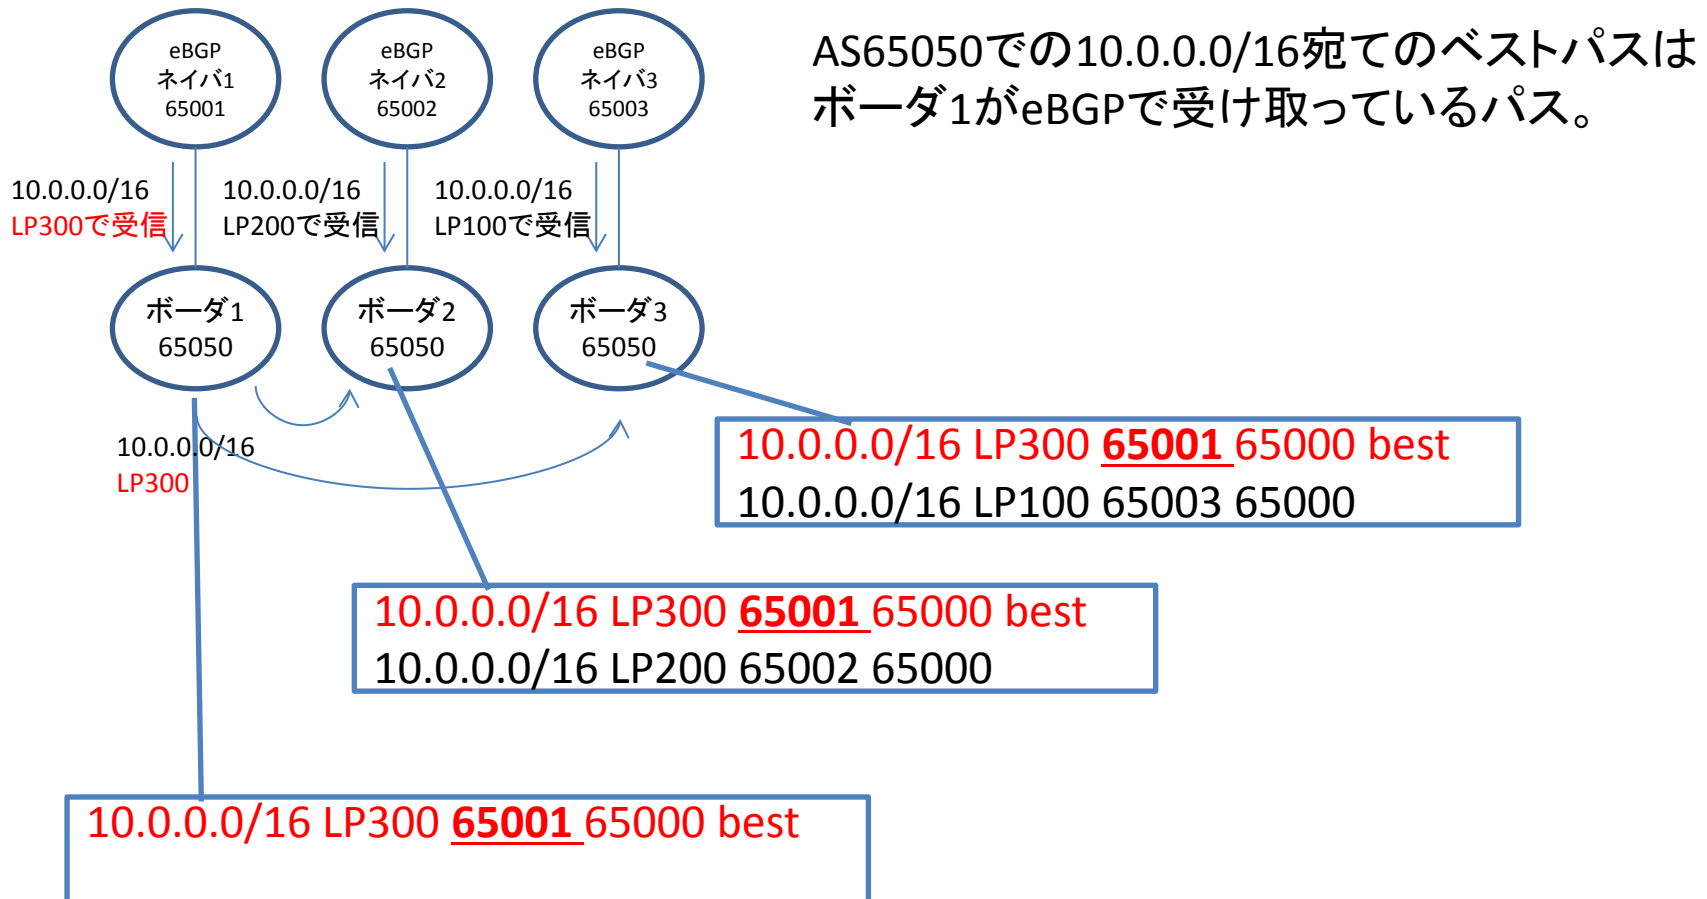 AS65050での10.0.0.0/16宛てのベストパスは
ボーダ1がeBGPで受け取っているパス。
eBGP
ネイバ1
65001
eBGP
ネイバ2
65002
eBGP
ネイバ3
65003
10.0.0.0/16
LP300で受信
10.0.0.0/16
LP200で受信
10.0.0.0/16
LP100で受信
ボーダ1
65050
ボーダ2
65050
ボーダ3
65050
10.0.0.0/16
LP300
10.0.0.0/16 LP300 65001 65000 best
10.0.0.0/16 LP100 65003 65000
10.0.0.0/16 LP300 65001 65000 best
10.0.0.0/16 LP200 65002 65000
10.0.0.0/16 LP300 65001 65000 best